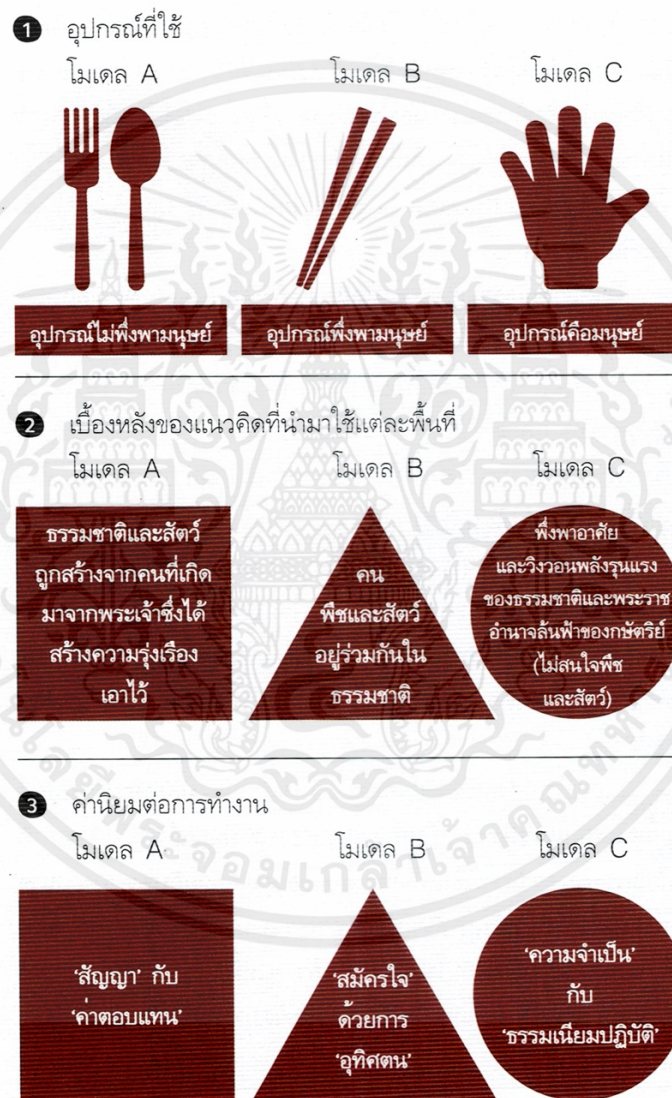 1 อุปกรณ์ที่ใช้
โมเดล A โมเดล B โมเดล C
อุปกรณ์ไม่พึ่งพามนุษย์ อุปกรณ์พึ่งพามนุษย์ อุปกรณ์คือมนุษย์
2 เบื้องหลังของแนวคิดที่นำมาใช้แต่ละพื้นที่
โมเดล A โมเดล B โมเดล C
ธรรมชาติและสัตว์
ถูกสร้างจากคนที่เกิด
มาจากพระเจ้าซึ่งได้
สร้างความรุ่งเรือง
เอาไว้
คน
พืชและสัตว์
อยู่ร่วมกันใน
ธรรมชาติ
พึ่งพาอาศัย
และวิงวอนพลังรุนแรง
ของธรรมชาติและพระราช
อำนาจล้นฟ้าของกษัตริย์
(ไม่สนใจพืช
และสัตว์)
3 ค่านิยมต่อการทำงาน
โมเดล A โมเดล B โมเดล C
'สัญญา' กับ
'ค่าตอบแทน'
'สมัครใจ'
ด้วยการ
'อุทิศตน'
'ความจำเป็น'
กับ
'ธรรมเนียมปฏิบัติ'